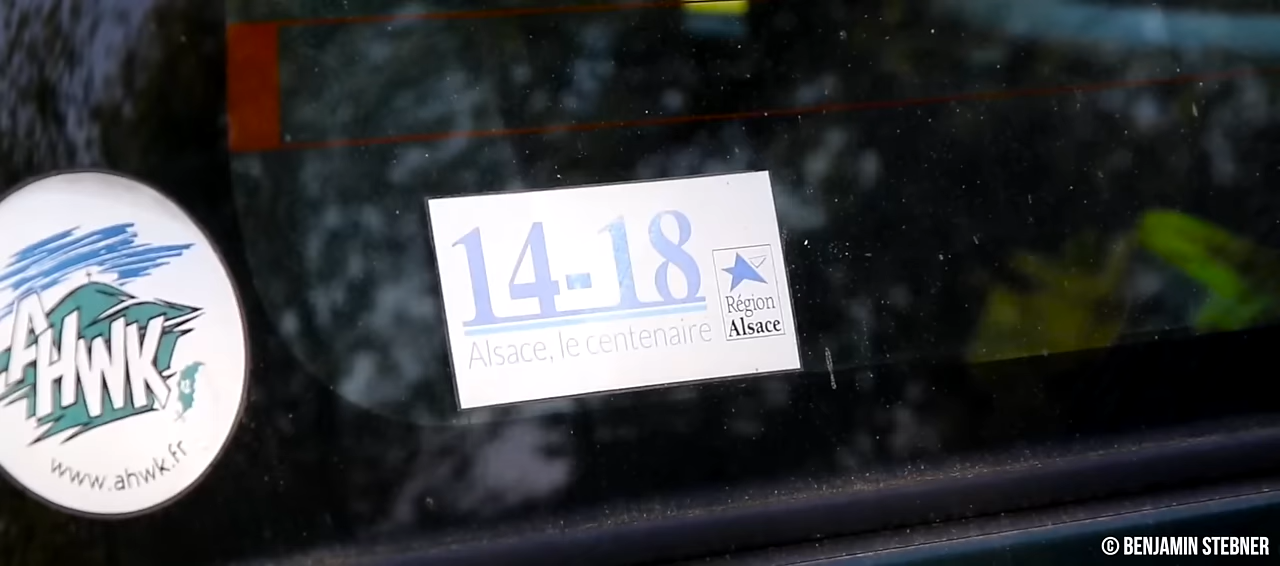 AHWK
www.ahwk.fr
14-18
Alsace, le centenaire
Région
Alsace
© BENJAMIN STEBNER